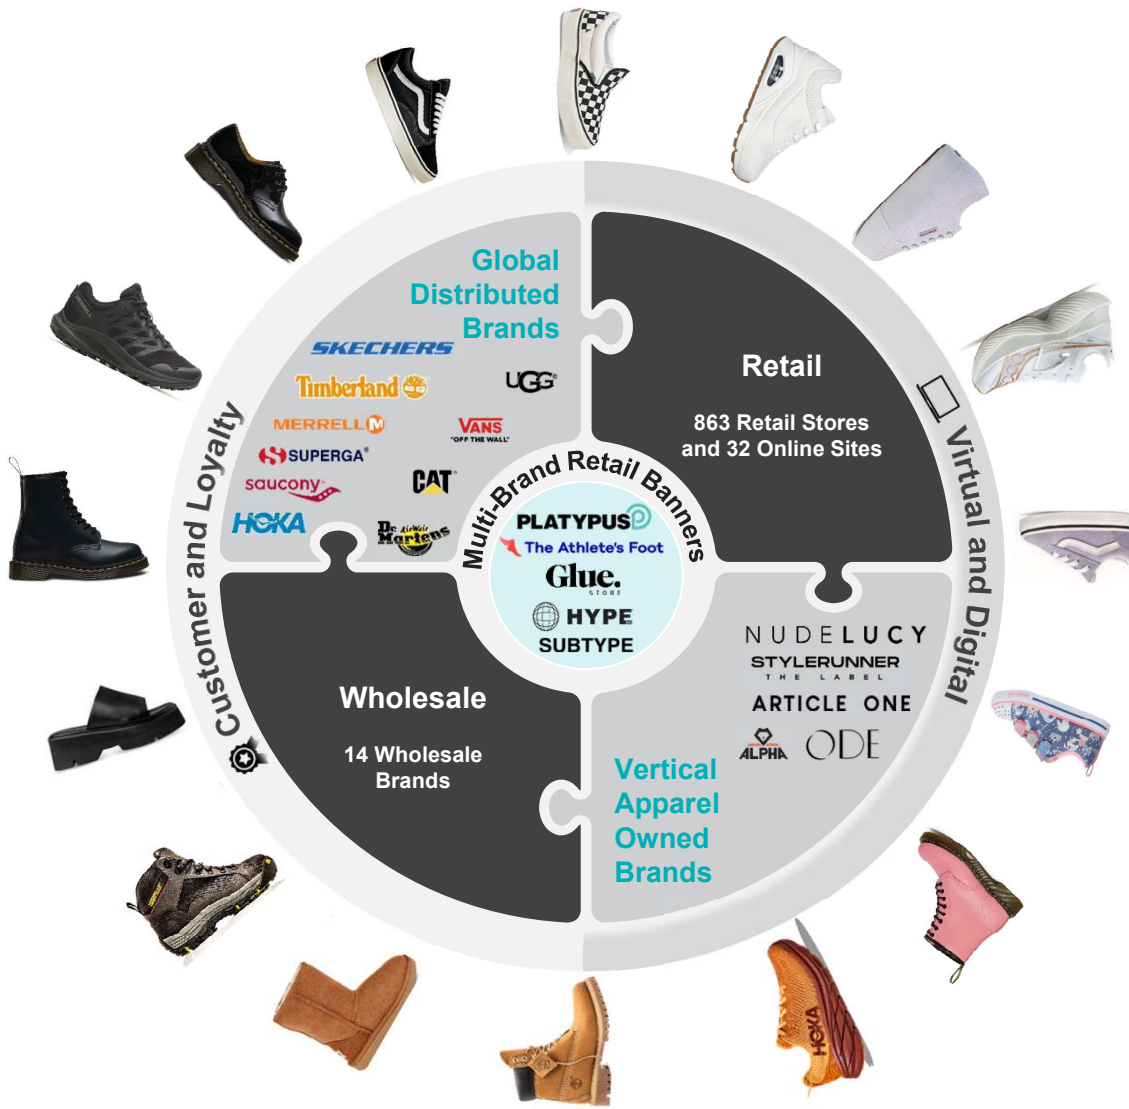 Global
Distributed
Brands
SKECHERS
Timberland
UGG
MERRELL
VANS
"OFF THE WALL"
SUPERGA
saucony
CAT
HOKA
Dr. AirWair
Martens
Retail
863 Retail Stores
and 32 Online Sites
Multi-Brand Retail Banners
PLATYPUS
The Athlete's Foot
Glue.
STORE
HYPE
SUBTYPE
Customer and Loyalty
Virtual and Digital
Wholesale
14 Wholesale
Brands
NUDE LUCY
STYLERUNNER
THE LABEL
ARTICLE ONE
ALPHA
ODE
Vertical
Apparel
Owned
Brands
HOKA